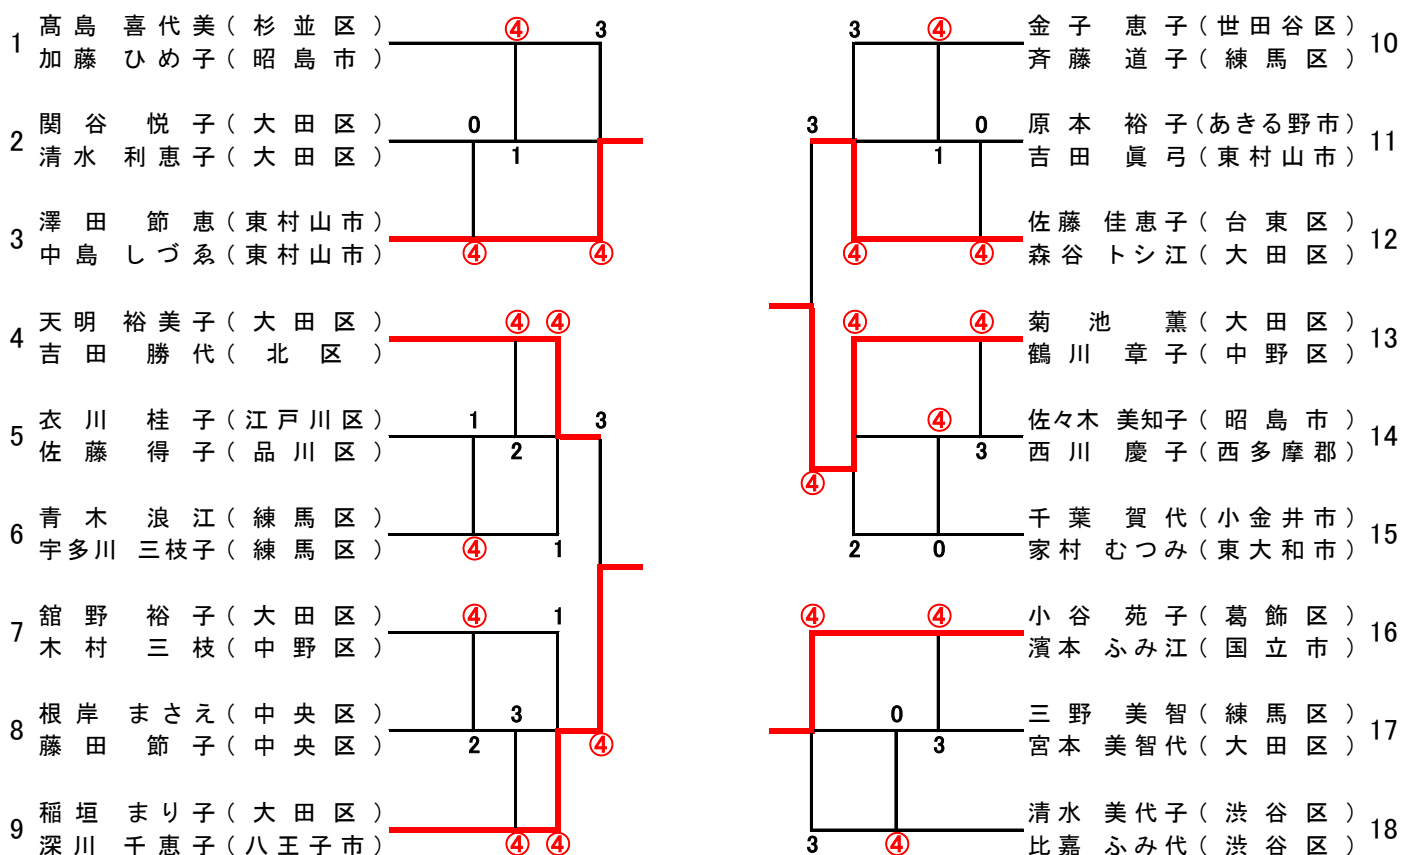 1 髙島 喜代美 ( 杉並区 )
加藤 ひめ子 ( 昭島市 )
④ 3
2 関谷 悦子 ( 大田区 )
清水 利恵子 ( 大田区 )
0 1
3 澤田 節恵 ( 東村山市 )
中島 しづゑ ( 東村山市 )
④ ④
4 天明 裕美子 ( 大田区 )
吉田 勝代 ( 北区 )
④ ④
5 衣川 桂子 ( 江戸川区 )
佐藤 得子 ( 品川区 )
1 2 3
6 青木 浪江 ( 練馬区 )
宇多川 三枝子 ( 練馬区 )
④ 1
7 舘野 裕子 ( 大田区 )
木村 三枝 ( 中野区 )
④ 1
8 根岸 まさえ ( 中央区 )
藤田 節子 ( 中央区 )
3 2 ④
9 稲垣 まり子 ( 大田区 )
深川 千恵子 ( 八王子市 )
④ ④
3 ④
金子 恵子 ( 世田谷区 ) 10
斉藤 道子 ( 練馬区 )
3 0 1
原本 裕子 ( あきる野市 ) 11
吉田 眞弓 ( 東村山市 )
佐藤 佳恵子 ( 台東区 ) 12
森谷 トシ江 ( 大田区 )
④ ④
④ ④
菊池 薫 ( 大田区 ) 13
鶴川 章子 ( 中野区 )
④ 3 ④
佐々木 美知子 ( 昭島市 ) 14
西川 慶子 ( 西多摩郡 )
千葉 賀代 ( 小金井市 ) 15
家村 むつみ ( 東大和市 )
2 0
④ ④
小谷 苑子 ( 葛飾区 ) 16
濱本 ふみ江 ( 国立市 )
0 3
三野 美智 ( 練馬区 ) 17
宮本 美智代 ( 大田区 )
清水 美代子 ( 渋谷区 ) 18
比嘉 ふみ代 ( 渋谷区 )
3 ④